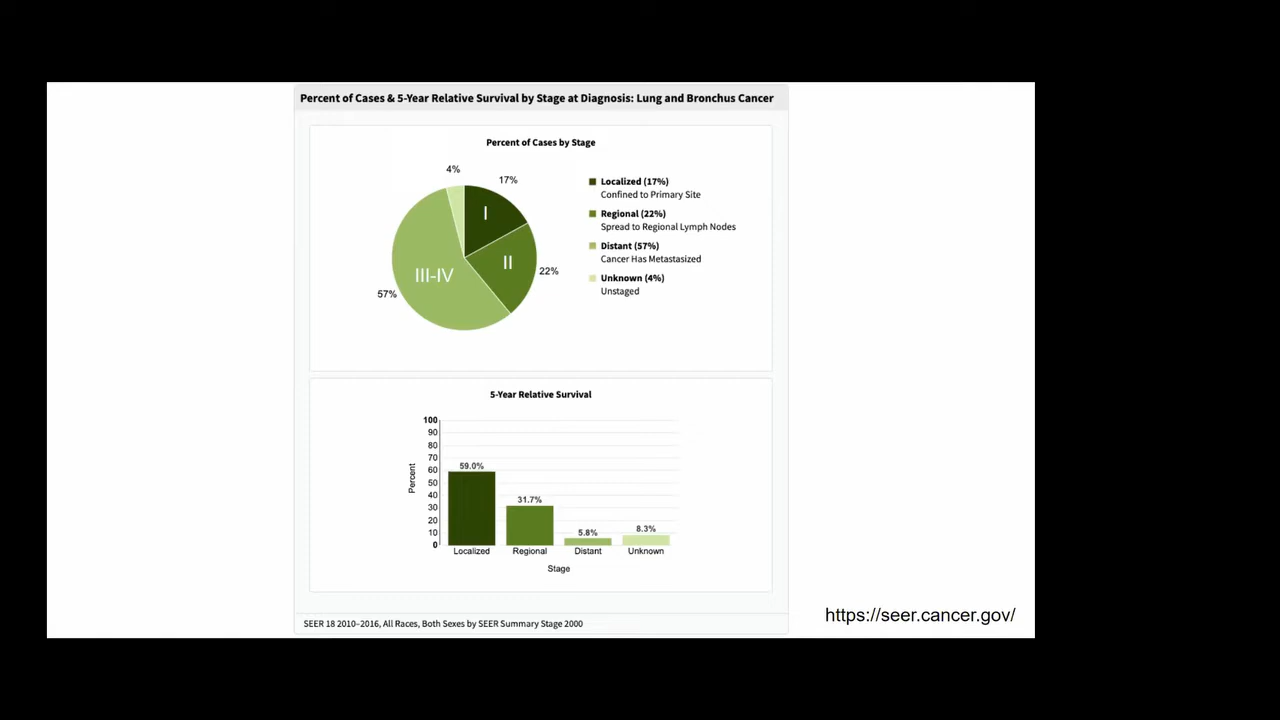 Percent of Cases & 5-Year Relative Survival by Stage at Diagnosis: Lung and Bronchus Cancer
Percent of Cases by Stage
4%
17%
I
II
III-IV
22%
57%
Localized (17%)
Confined to Primary Site
Regional (22%)
Spread to Regional Lymph Nodes
Distant (57%)
Cancer Has Metastasized
Unknown (4%)
Unstaged
5-Year Relative Survival
Percent
100
90
80
70
60
50
40
30
20
10
0
59.0%
31.7%
5.8%
8.3%
Localized
Regional
Distant
Unknown
Stage
SEER 18 2010–2016, All Races, Both Sexes by SEER Summary Stage 2000
https://seer.cancer.gov/